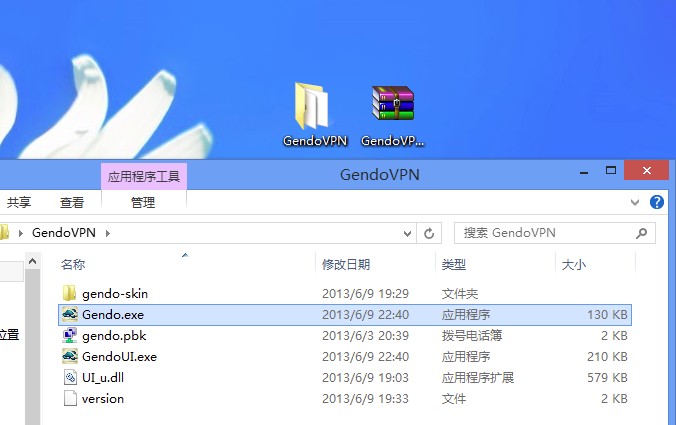 GendoVPN GendoVP...
应用程序工具 GendoVPN
共享 查看 管理
GendoVPN 搜索 GendoVPN
名称 修改日期 类型 大小
gendo-skin 2013/6/9 19:29 文件夹
Gendo.exe 2013/6/9 22:40 应用程序 130 KB
gendo.pbk 2013/6/3 20:39 拨号电话簿 2 KB
位置
GendoUI.exe 2013/6/9 22:40 应用程序 210 KB
UI_u.dll 2013/6/9 19:03 应用程序扩展 579 KB
version 2013/6/9 19:33 文件 2 KB